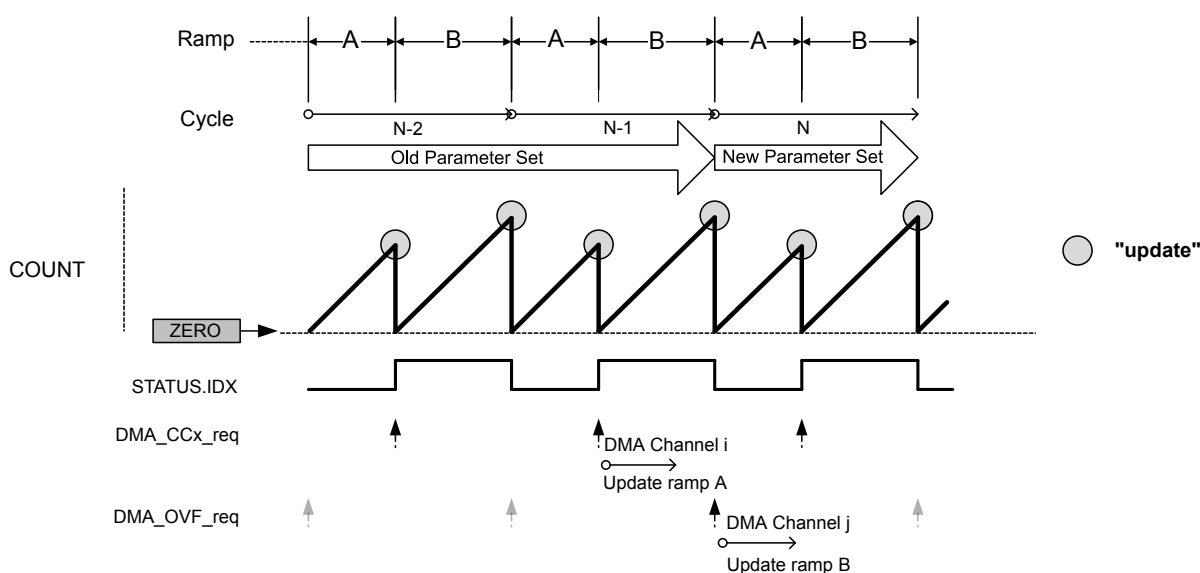 Ramp A B A B A B
Cycle
N-2 N-1 N
Old Parameter Set New Parameter Set
"update"
COUNT
ZERO
STATUS.IDX
DMA_CCx_req
DMA Channel i
Update ramp A
DMA_OVF_req
DMA Channel j
Update ramp B